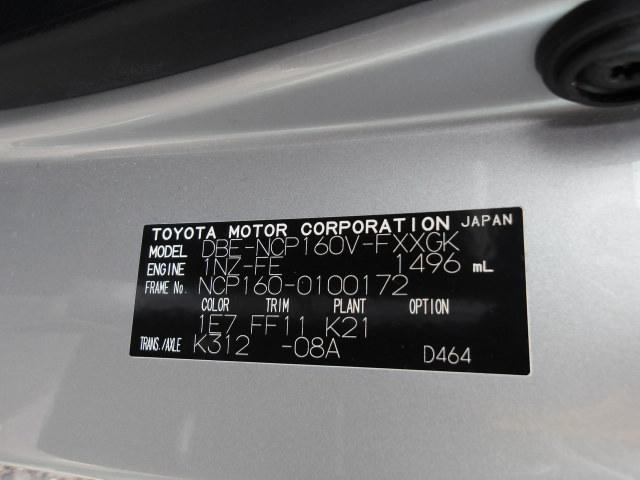 TOYOTA MOTOR CORPORATION JAPAN
MODEL DBE-NCP160V-FXXGK
ENGINE 1NZ-FE 1496 mL
FRAME No. NCP160-0100172
COLOR TRIM PLANT OPTION
1E7 FF11 K21
TRANS./AXLE K312 -08A D464